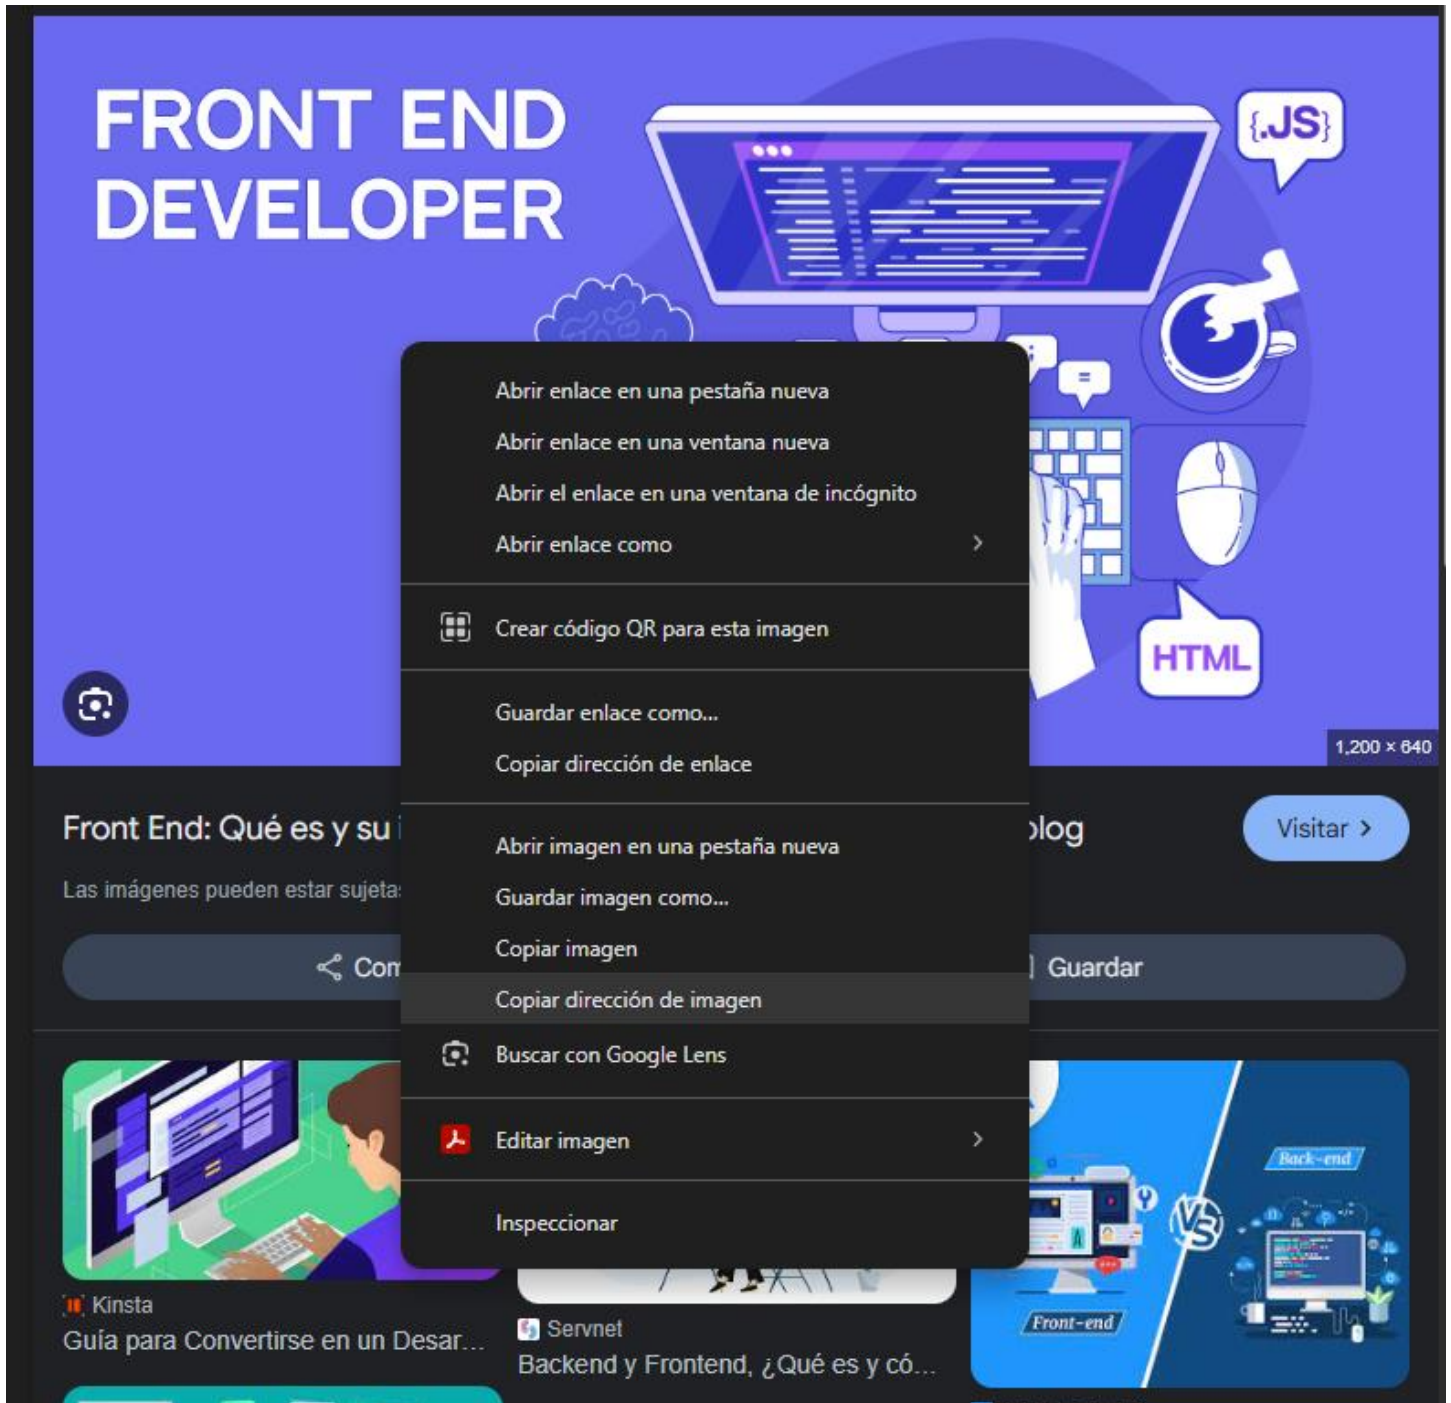 FRONT END
DEVELOPER
{.JS}
;
=
HTML
1,200 × 640
Abrir enlace en una pestaña nueva
Abrir enlace en una ventana nueva
Abrir el enlace en una ventana de incógnito
Abrir enlace como
Crear código QR para esta imagen
Guardar enlace como...
Copiar dirección de enlace
Abrir imagen en una pestaña nueva
Guardar imagen como...
Copiar imagen
Copiar dirección de imagen
Buscar con Google Lens
Editar imagen
Inspeccionar
Front End: Qué es y su
blog
Visitar
Las imágenes pueden estar
Guardar
Kinsta
Guía para Convertirse en un Desar...
Servnet
Backend y Frontend, ¿Qué es y có...
Back-end
VS
Front-end